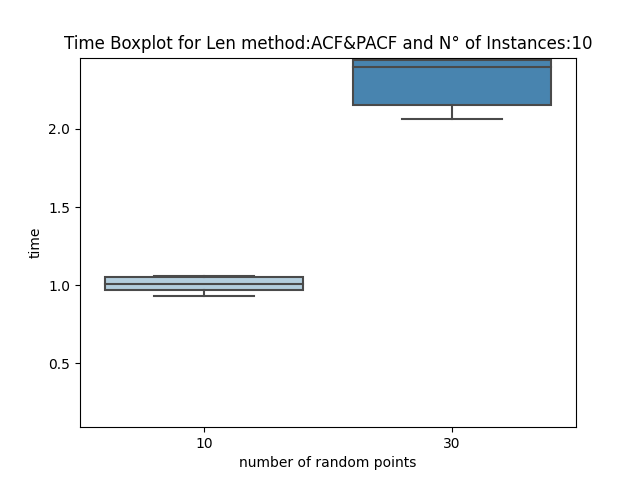 Time Boxplot for Len method:ACF&PACF and N° of Instances:10
2.0
1.5
1.0
0.5
time
10 30
number of random points